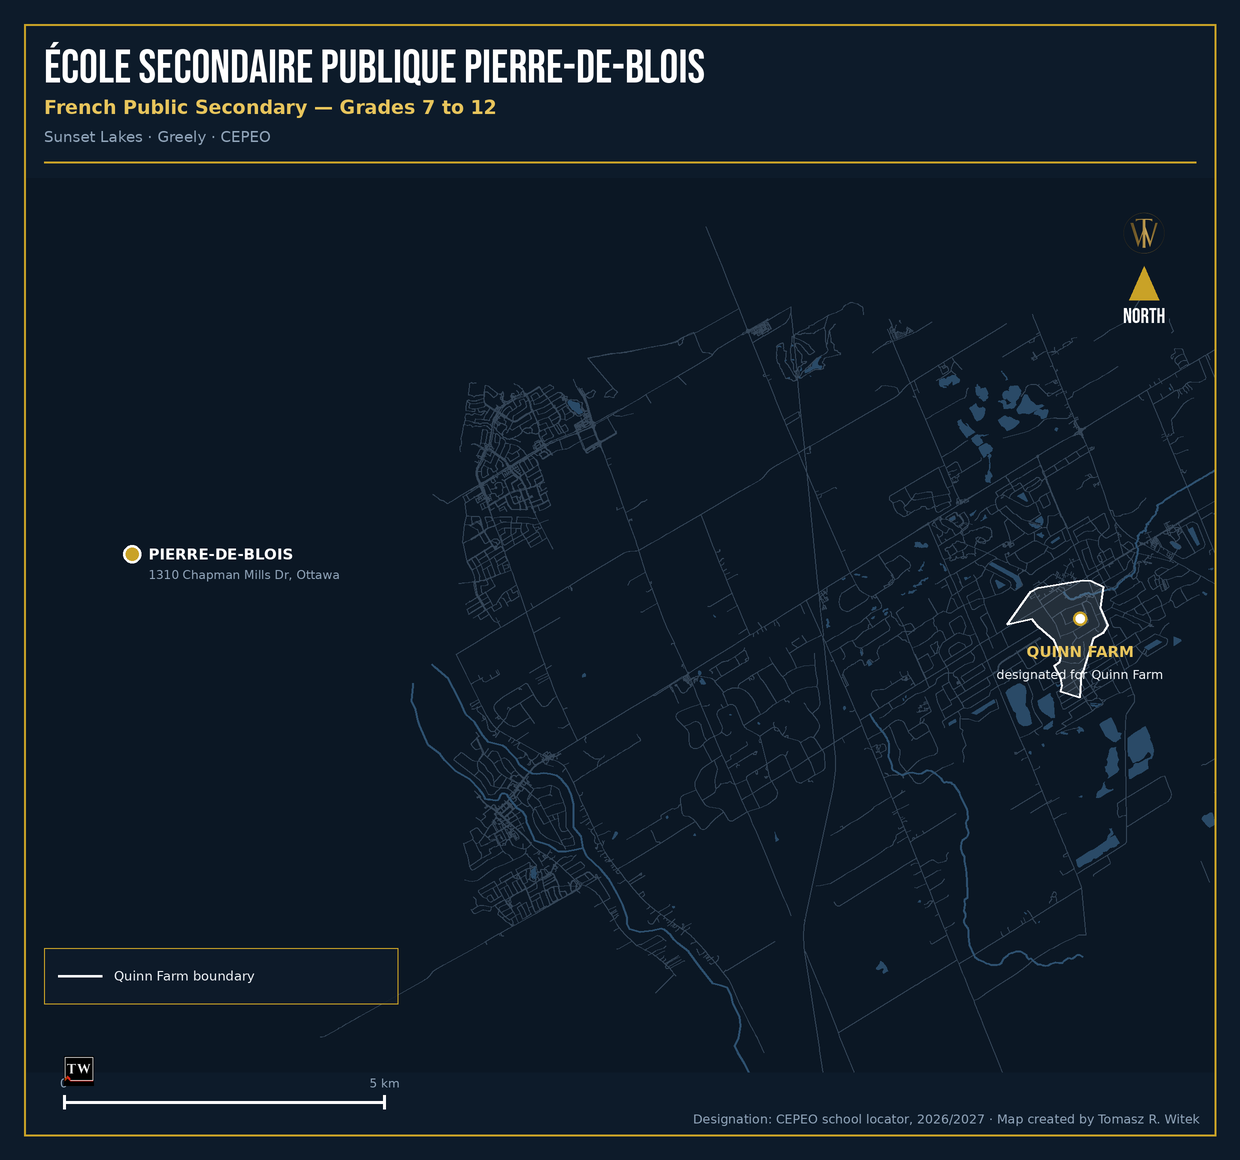 ÉCOLE SECONDAIRE PUBLIQUE PIERRE-DE-BLOIS
French Public Secondary — Grades 7 to 12
Sunset Lakes · Greely · CEPEO
NORTH
PIERRE-DE-BLOIS
1310 Chapman Mills Dr, Ottawa
QUINN FARM
designated for Quinn Farm
Quinn Farm boundary
TW
0 5 km
Designation: CEPEO school locator, 2026/2027 · Map created by Tomasz R. Witek